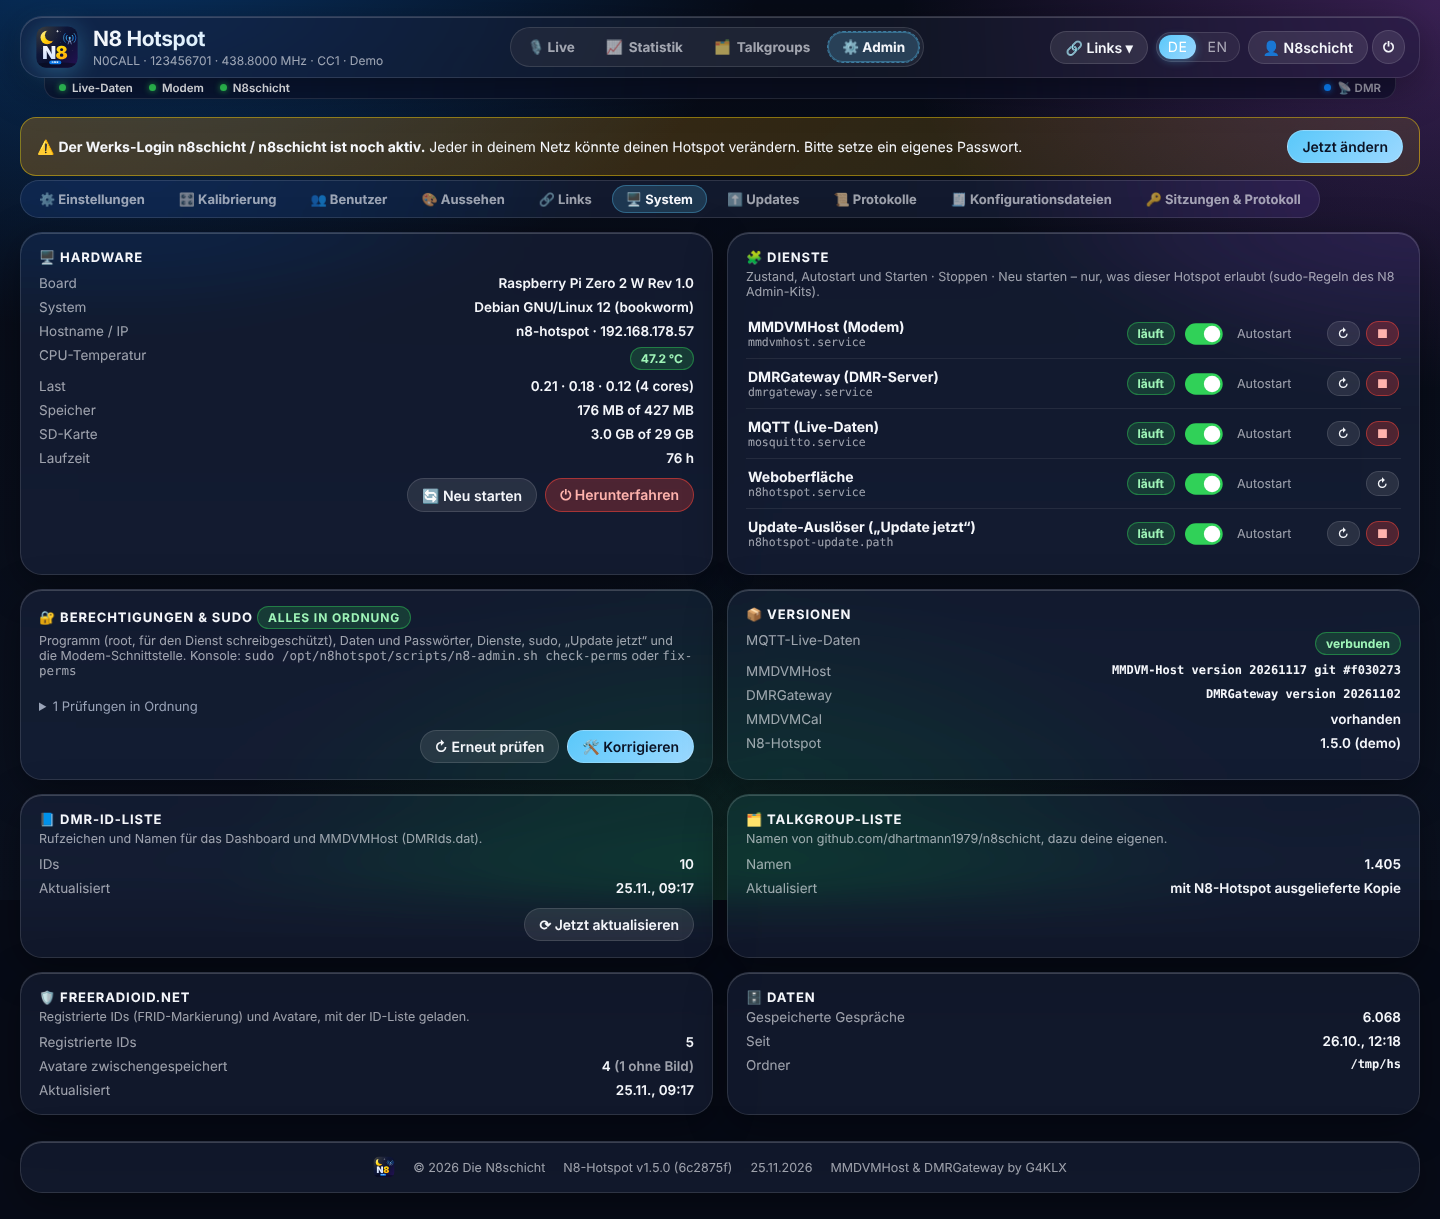 N8 Hotspot
N0CALL · 123456701 · 438.8000 MHz · CC1 · Demo
Live
Statistik
Talkgroups
Admin
Links ▾
DE
EN
N8schicht
Live-Daten
Modem
N8schicht
DMR
Der Werks-Login n8schicht / n8schicht ist noch aktiv. Jeder in deinem Netz könnte deinen Hotspot verändern. Bitte setze ein eigenes Passwort.
Jetzt ändern
Einstellungen
Kalibrierung
Benutzer
Aussehen
Links
System
Updates
Protokolle
Konfigurationsdateien
Sitzungen & Protokoll
HARDWARE
Board Raspberry Pi Zero 2 W Rev 1.0
System Debian GNU/Linux 12 (bookworm)
Hostname / IP n8-hotspot · 192.168.178.57
CPU-Temperatur 47.2 °C
Last 0.21 · 0.18 · 0.12 (4 cores)
Speicher 176 MB of 427 MB
SD-Karte 3.0 GB of 29 GB
Laufzeit 76 h
Neu starten
Herunterfahren
DIENSTE
Zustand, Autostart und Starten · Stoppen · Neu starten – nur, was dieser Hotspot erlaubt (sudo-Regeln des N8
Admin-Kits).
MMDVMHost (Modem)
mmdvmhost.service
läuft Autostart
DMRGateway (DMR-Server)
dmrgateway.service
läuft Autostart
MQTT (Live-Daten)
mosquitto.service
läuft Autostart
Weboberfläche
n8hotspot.service
läuft Autostart
Update-Auslöser („Update jetzt“)
n8hotspot-update.path
läuft Autostart
BERECHTIGUNGEN & SUDO ALLES IN ORDNUNG
Programm (root, für den Dienst schreibgeschützt), Daten und Passwörter, Dienste, sudo, „Update jetzt“ und
die Modem-Schnittstelle. Konsole: sudo /opt/n8hotspot/scripts/n8-admin.sh check-perms oder fix-
perms
1 Prüfungen in Ordnung
Erneut prüfen
Korrigieren
VERSIONEN
MQTT-Live-Daten verbunden
MMDVMHost MMDVM-Host version 20261117 git #f030273
DMRGateway DMRGateway version 20261102
MMDVMCal vorhanden
N8-Hotspot 1.5.0 (demo)
DMR-ID-LISTE
Rufzeichen und Namen für das Dashboard und MMDVMHost (DMRIds.dat).
IDs 10
Aktualisiert 25.11., 09:17
Jetzt aktualisieren
TALKGROUP-LISTE
Namen von github.com/dhartmann1979/n8schicht, dazu deine eigenen.
Namen 1.405
Aktualisiert mit N8-Hotspot ausgelieferte Kopie
FREERADIOID.NET
Registrierte IDs (FRID-Markierung) und Avatare, mit der ID-Liste geladen.
Registrierte IDs 5
Avatare zwischengespeichert 4 (1 ohne Bild)
Aktualisiert 25.11., 09:17
DATEN
Gespeicherte Gespräche 6.068
Seit 26.10., 12:18
Ordner /tmp/hs
N8 © 2026 Die N8schicht N8-Hotspot v1.5.0 (6c2875f) 25.11.2026 MMDVMHost & DMRGateway by G4KLX